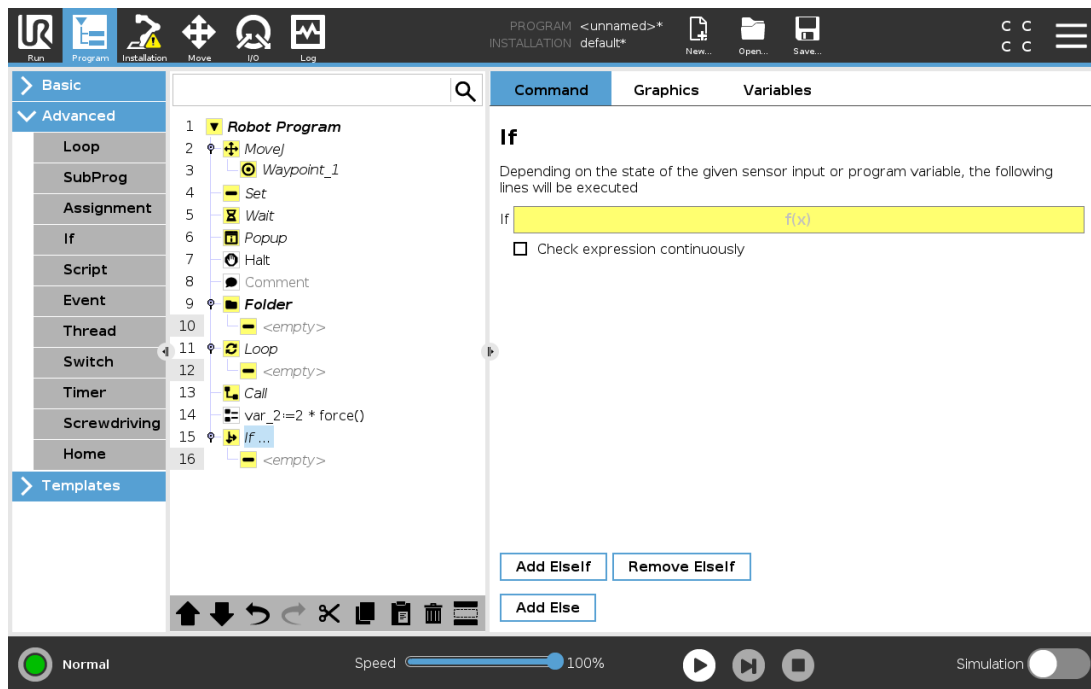 UR
PROGRAM <unnamed>*
INSTALLATION default*
Run Program Installation Move I/O Log New... Open... Save...
C C
C C
Basic
Advanced
Loop
SubProg
Assignment
If
Script
Event
Thread
Switch
Timer
Screwdriving
Home
Templates
1 Robot Program
2 MoveJ
3 Waypoint_1
4 Set
5 Wait
6 Popup
7 Halt
8 Comment
9 Folder
10 <empty>
11 Loop
12 <empty>
13 Call
14 var_2:=2 * force()
15 If ...
16 <empty>
Command Graphics Variables
If
Depending on the state of the given sensor input or program variable, the following
lines will be executed
If f(x)
Check expression continuously
Add ElseIf Remove ElseIf
Add Else
Normal Speed 100% Simulation